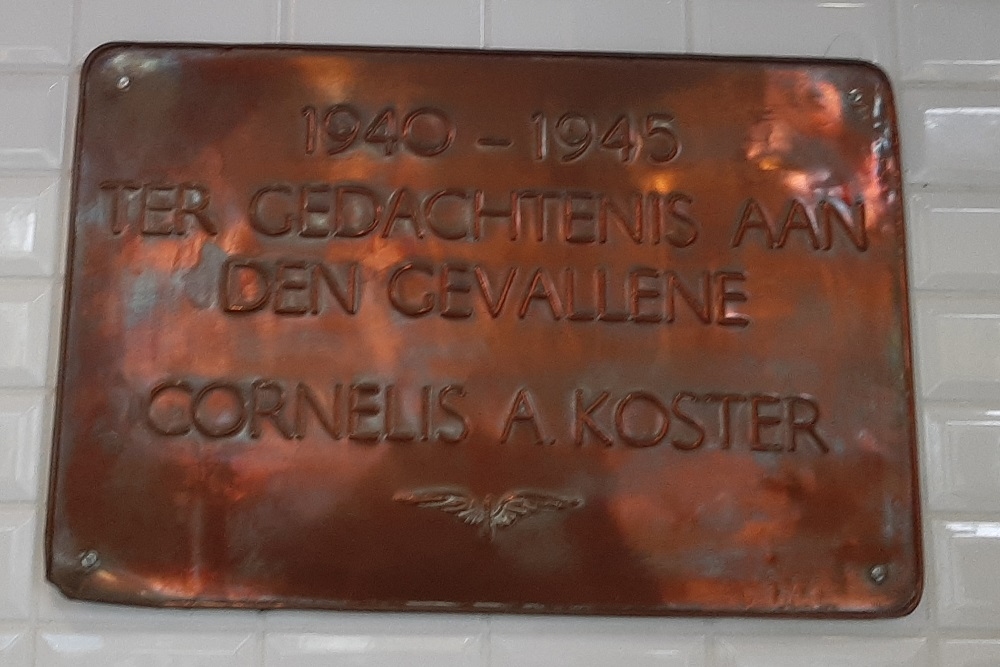 1940 – 1945
TER GEDACHTENIS AAN
DEN GEVALLENE
CORNELIS A. KOSTER